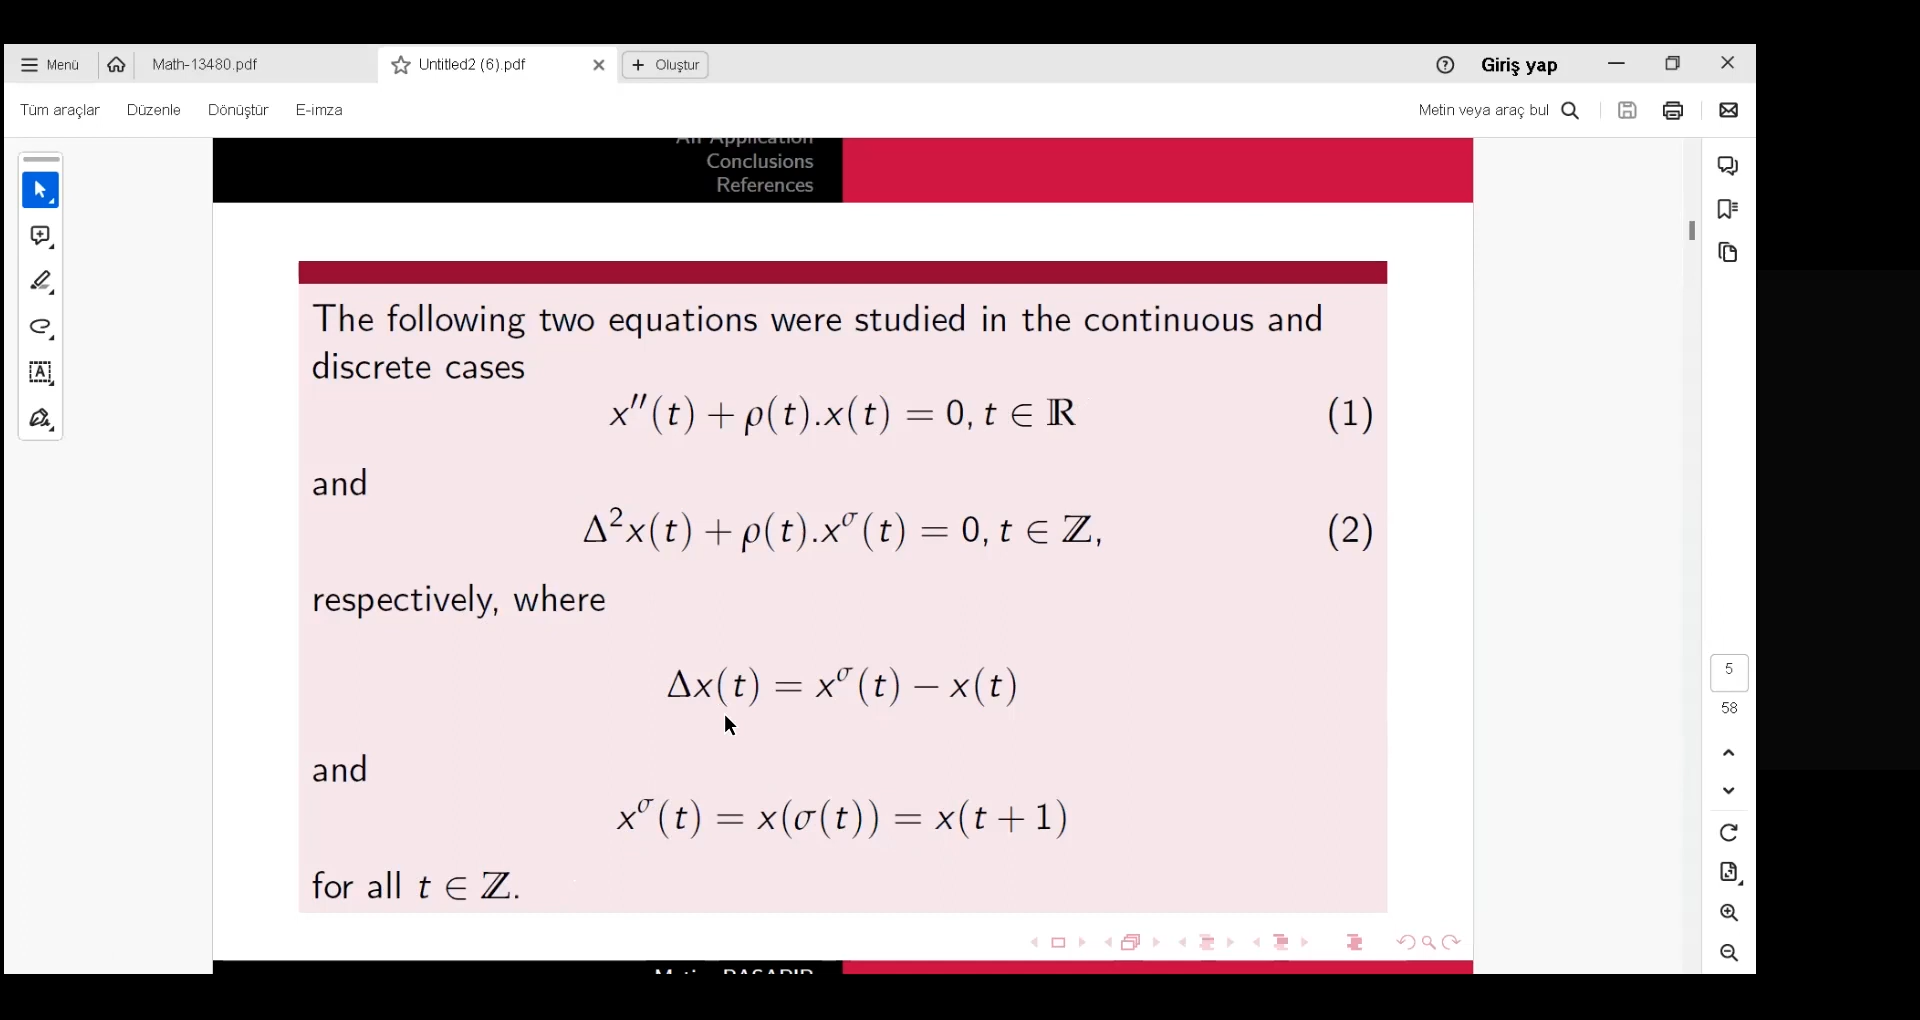 Menü
Math-13480.pdf
Untitled2 (6).pdf
Oluştur
Giriş yap
Tüm araçlar
Düzenle
Dönüştür
E-imza
Metin veya araç bul
An Application
Conclusions
References
The following two equations were studied in the continuous and
discrete cases
x′′(t) + ρ(t).x(t) = 0, t ∈ ℝ (1)
and
Δ²x(t) + ρ(t).x^σ(t) = 0, t ∈ ℤ, (2)
respectively, where
Δx(t) = x^σ(t) − x(t)
and
x^σ(t) = x(σ(t)) = x(t + 1)
for all t ∈ ℤ.
5
58